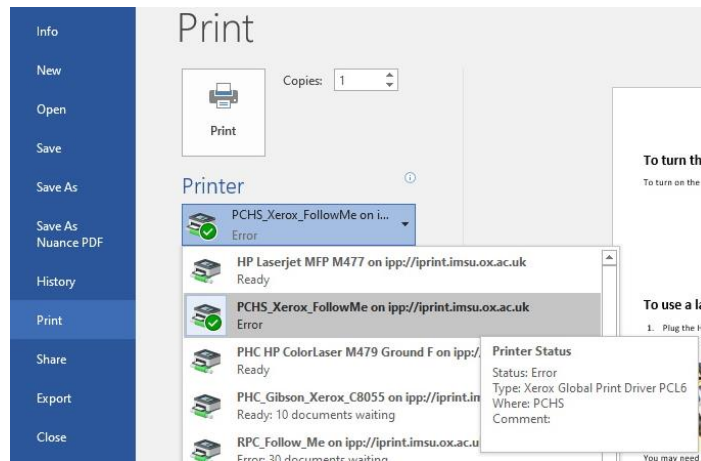 Info
New
Open
Save
Save As
Save As
Nuance PDF
History
Print
Share
Export
Close
Print
Print
Copies: 1
Printer
PCHS_Xerox_FollowMe on i...
Error
HP Laserjet MFP M477 on ipp://iprint.imsu.ox.ac.uk
Ready
PCHS_Xerox_FollowMe on ipp://iprint.imsu.ox.ac.uk
Error
PHC HP ColorLaser M479 Ground F on ipp:/
Ready
PHC_Gibson_Xerox_C8055 on ipp://iprint.in
Ready: 10 documents waiting
RPC_Follow_Me on ipp://iprint.imsu.ox.ac.u
Error: 30 documents waiting
Printer Status
Status: Error
Type: Xerox Global Print Driver PCL6
Where: PCHS
Comment:
To turn th
To turn on the
To use a la
1. Plug the H
You may need